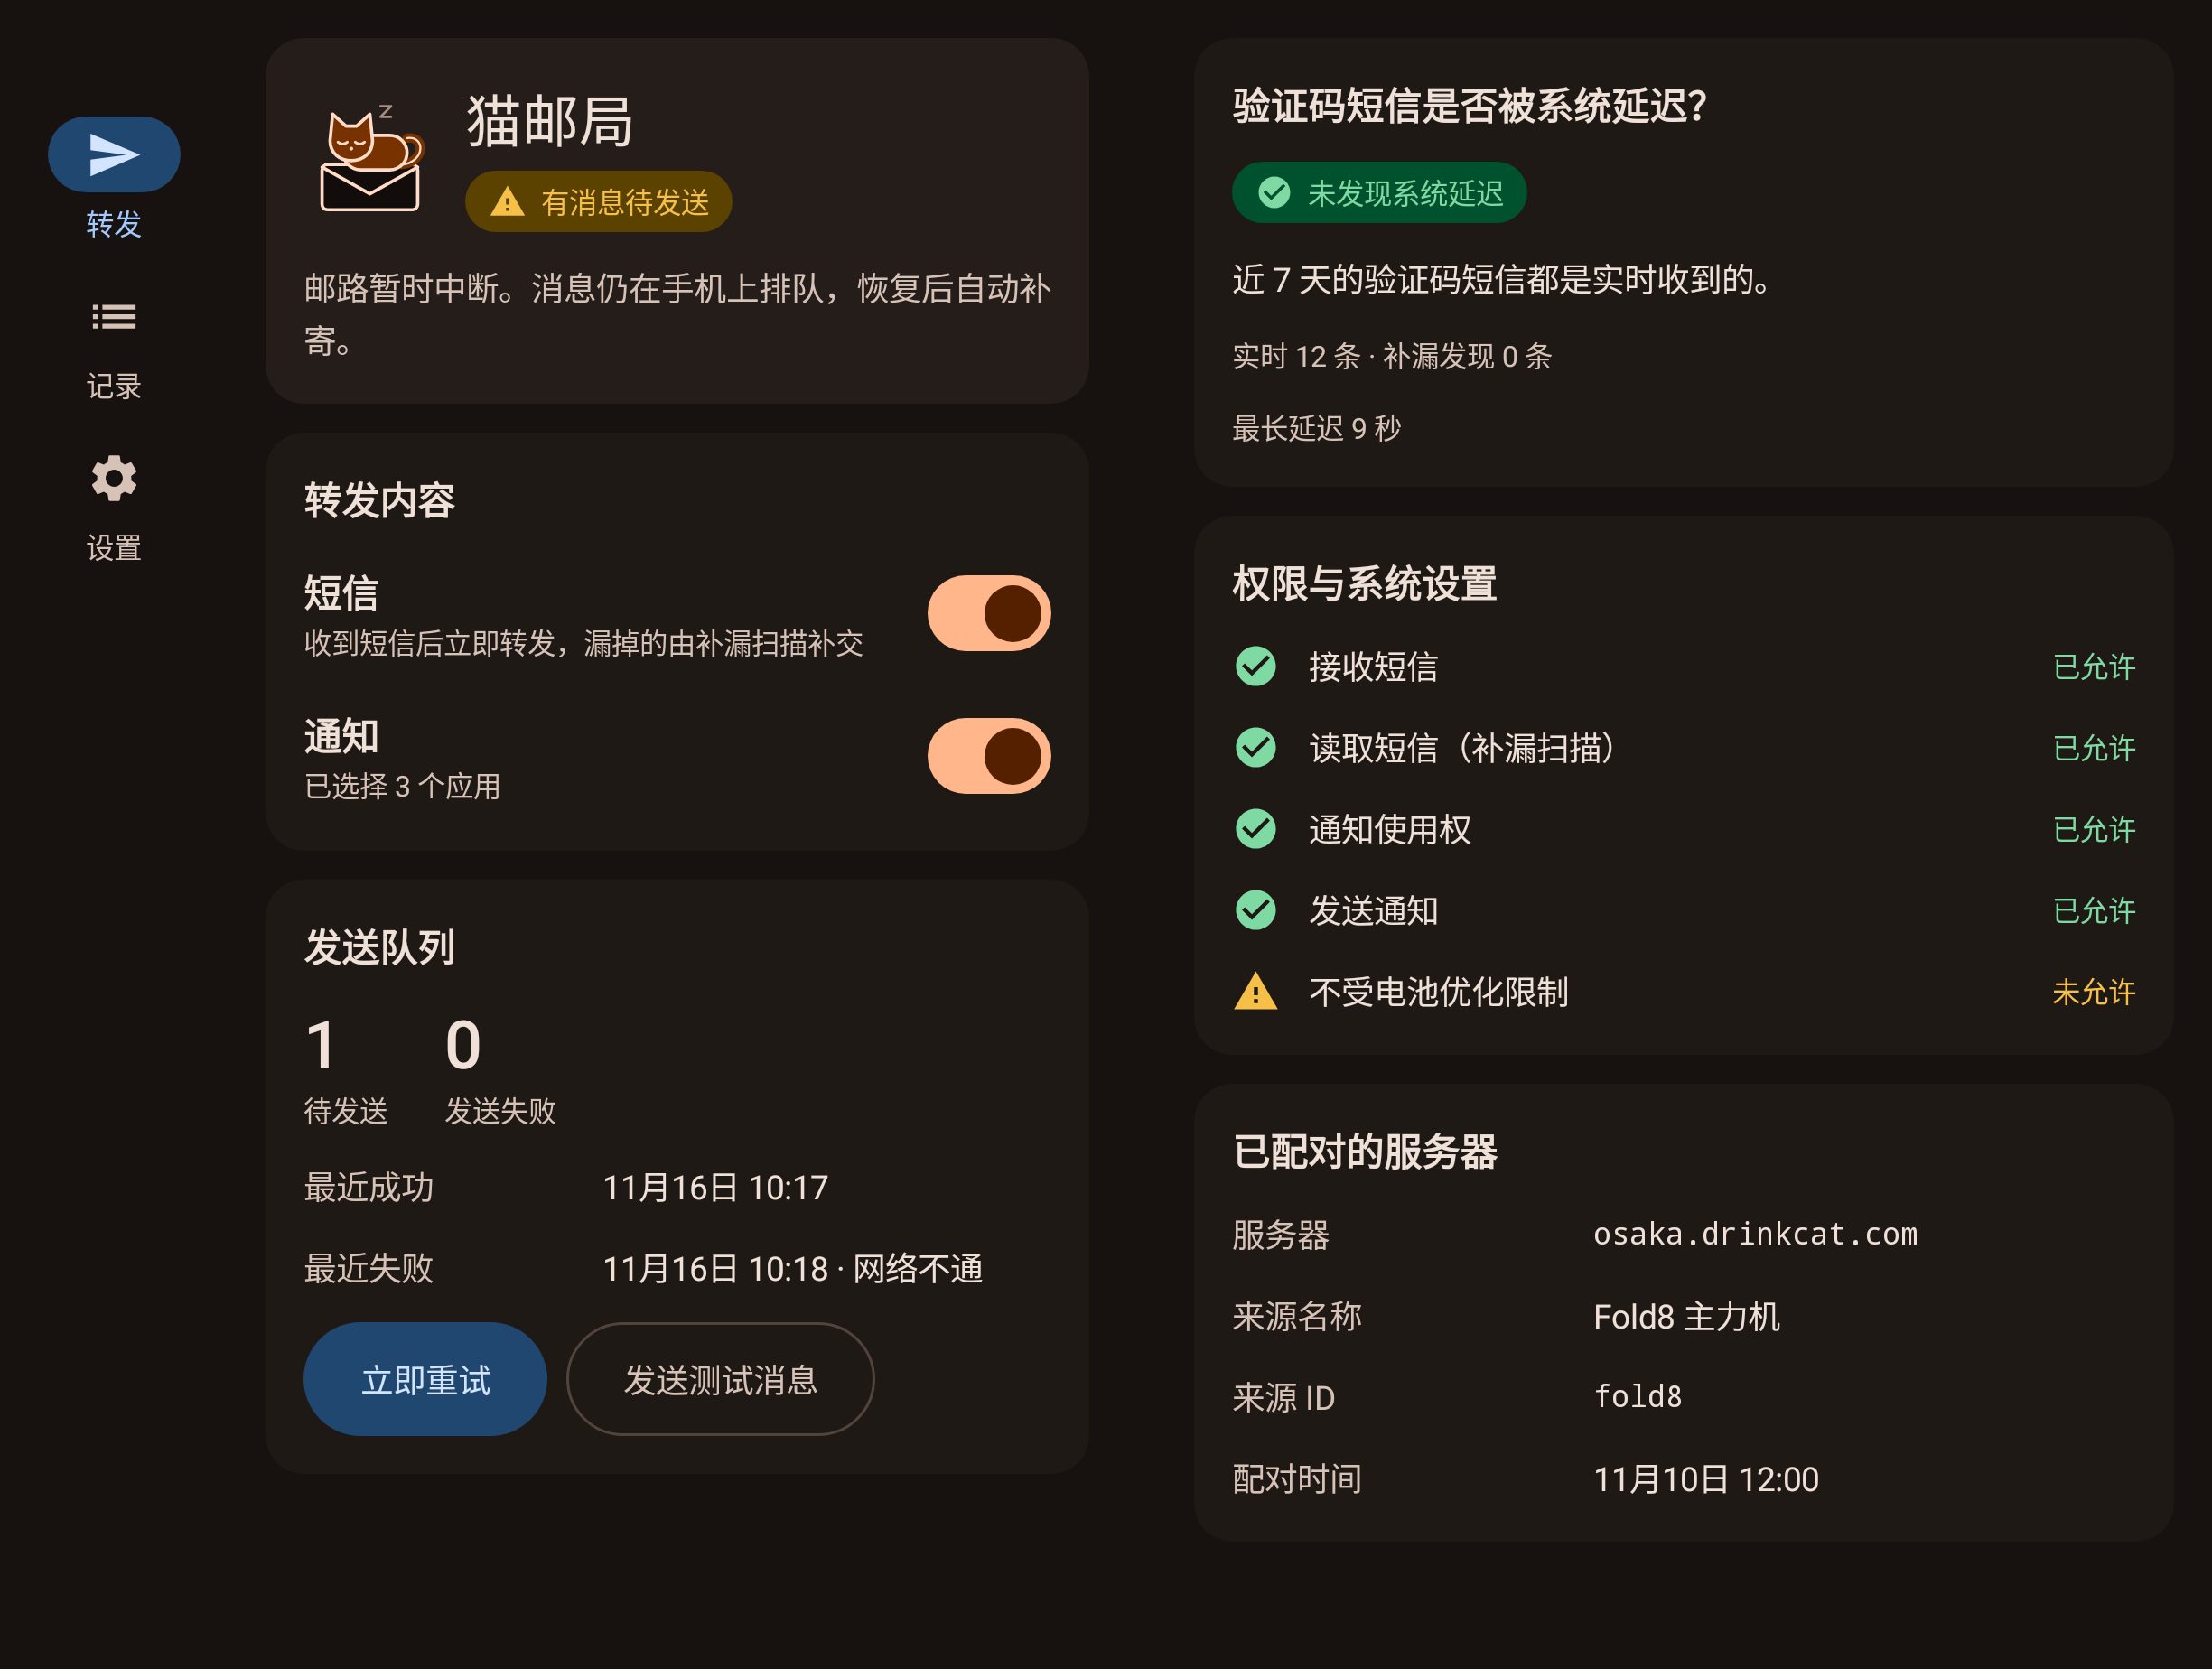 转发
记录
设置
猫邮局
有消息待发送
邮路暂时中断。消息仍在手机上排队，恢复后自动补
寄。
转发内容
短信
收到短信后立即转发，漏掉的由补漏扫描补交
通知
已选择 3 个应用
发送队列
1 0
待发送 发送失败
最近成功 11月16日 10:17
最近失败 11月16日 10:18 · 网络不通
立即重试 发送测试消息
验证码短信是否被系统延迟？
未发现系统延迟
近 7 天的验证码短信都是实时收到的。
实时 12 条 · 补漏发现 0 条
最长延迟 9 秒
权限与系统设置
接收短信 已允许
读取短信（补漏扫描） 已允许
通知使用权 已允许
发送通知 已允许
不受电池优化限制 未允许
已配对的服务器
服务器 osaka.drinkcat.com
来源名称 Fold8 主力机
来源 ID fold8
配对时间 11月10日 12:00